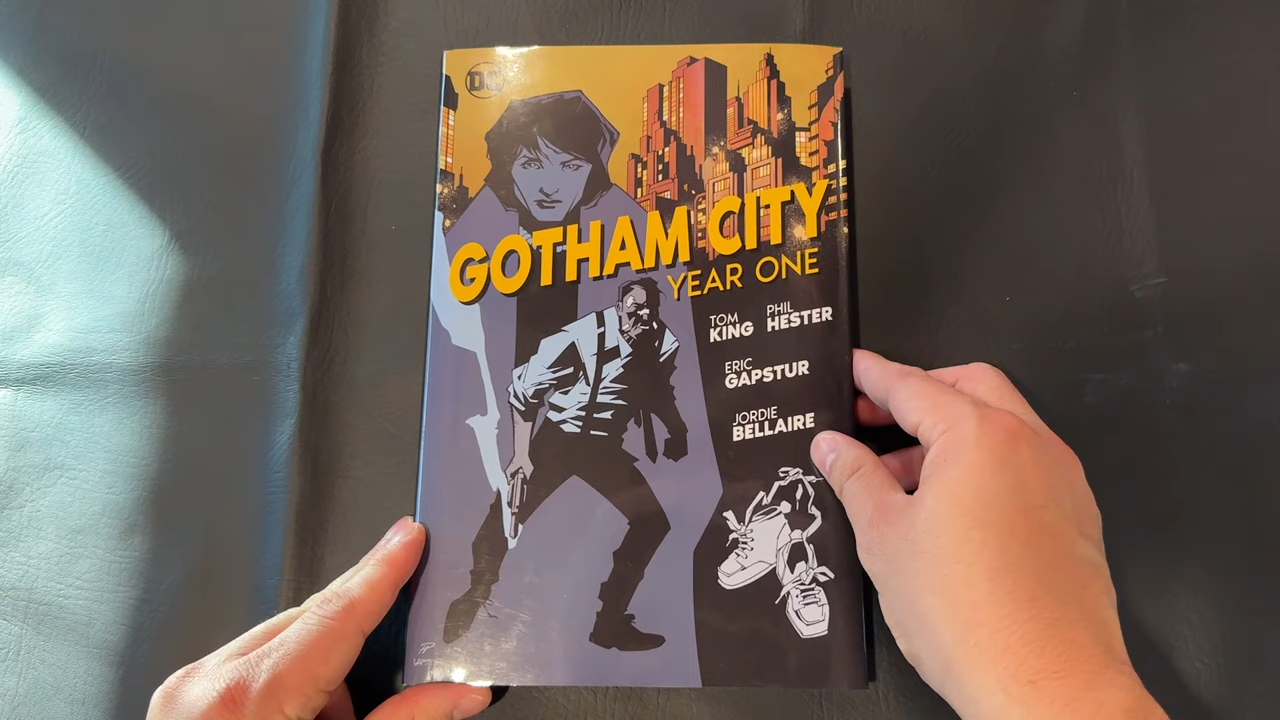 DC
GOTHAM CITY
YEAR ONE
TOM KING
PHIL HESTER
ERIC GAPSTUR
JORDIE BELLAIRE